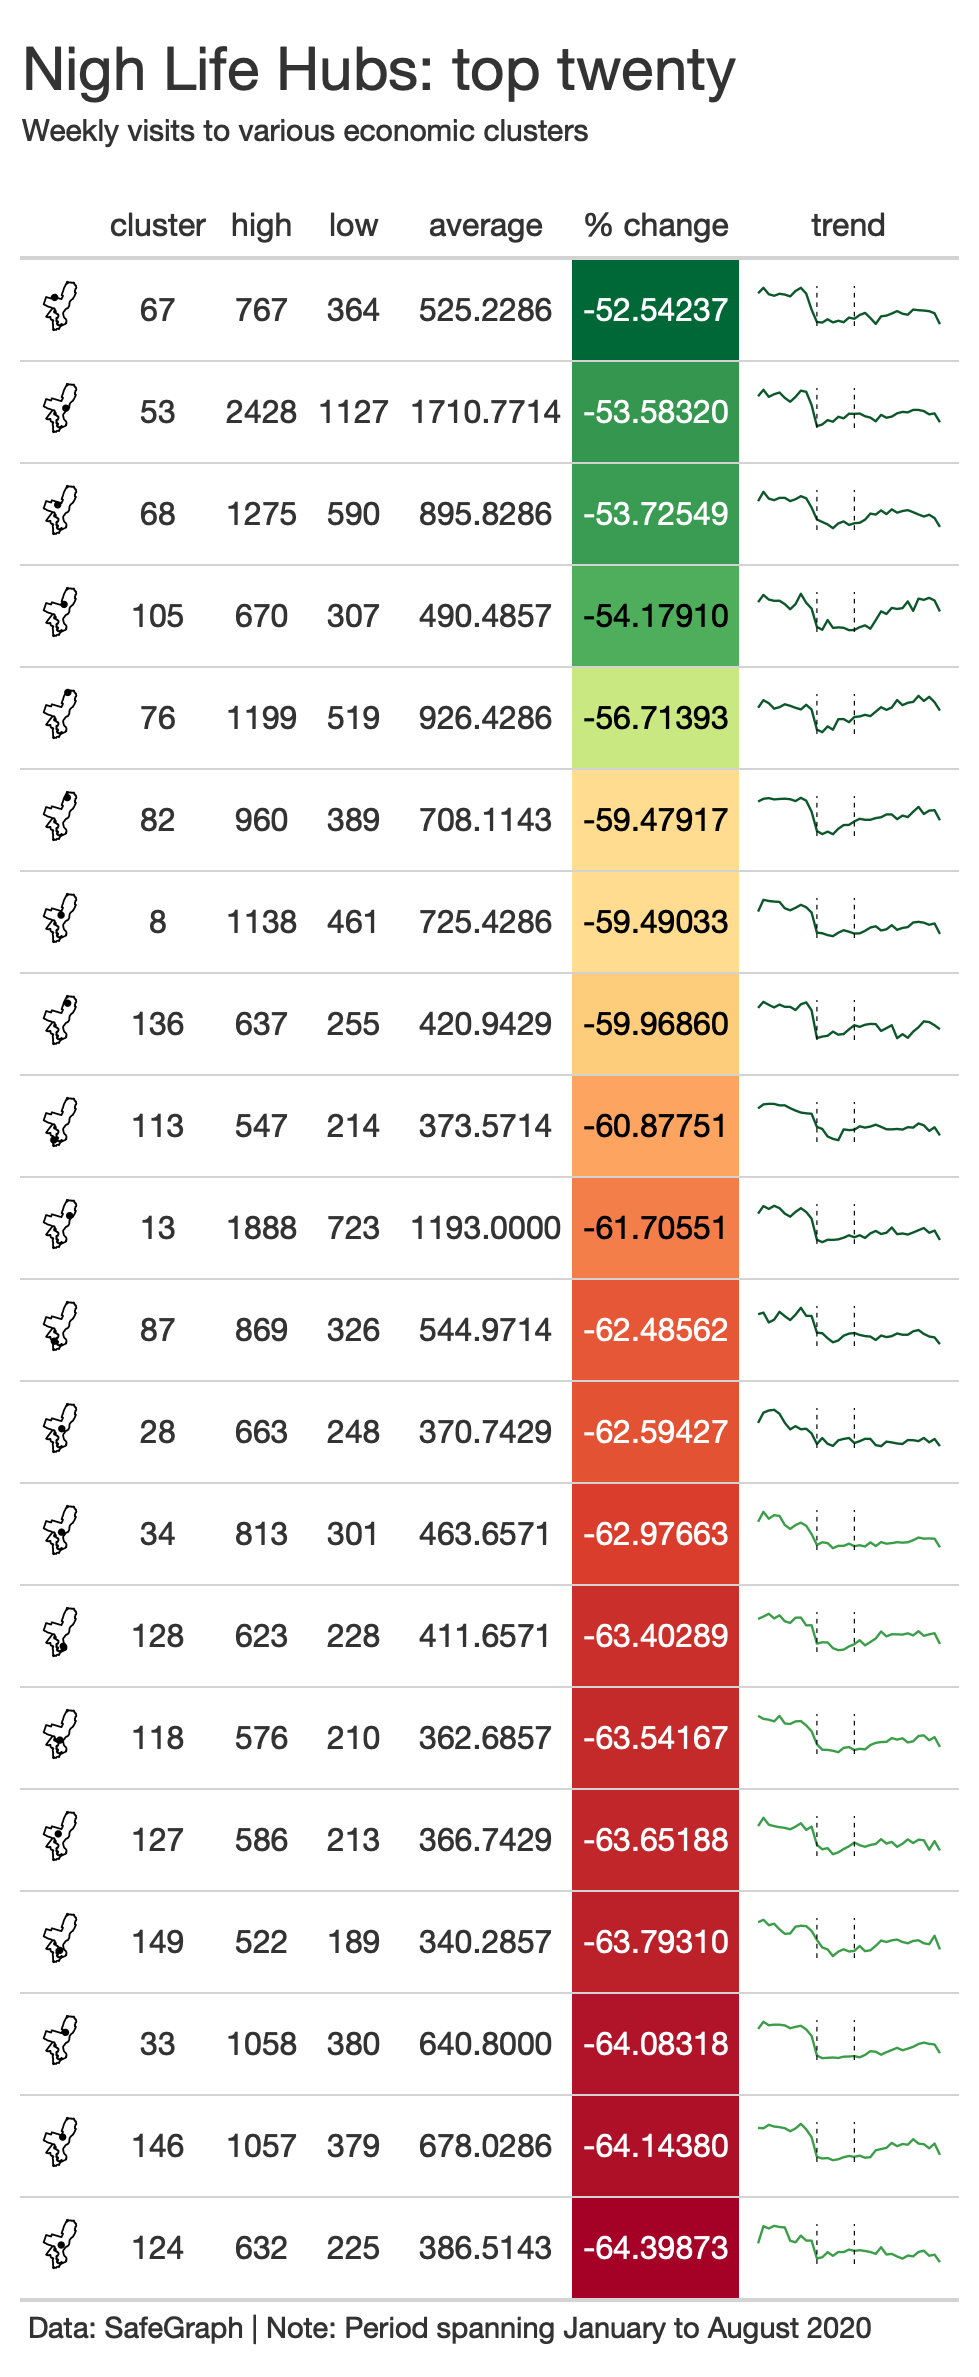 Nigh Life Hubs: top twenty
Weekly visits to various economic clusters
cluster high low average % change trend
67 767 364 525.2286 -52.54237
53 2428 1127 1710.7714 -53.58320
68 1275 590 895.8286 -53.72549
105 670 307 490.4857 -54.17910
76 1199 519 926.4286 -56.71393
82 960 389 708.1143 -59.47917
8 1138 461 725.4286 -59.49033
136 637 255 420.9429 -59.96860
113 547 214 373.5714 -60.87751
13 1888 723 1193.0000 -61.70551
87 869 326 544.9714 -62.48562
28 663 248 370.7429 -62.59427
34 813 301 463.6571 -62.97663
128 623 228 411.6571 -63.40289
118 576 210 362.6857 -63.54167
127 586 213 366.7429 -63.65188
149 522 189 340.2857 -63.79310
33 1058 380 640.8000 -64.08318
146 1057 379 678.0286 -64.14380
124 632 225 386.5143 -64.39873
Data: SafeGraph | Note: Period spanning January to August 2020